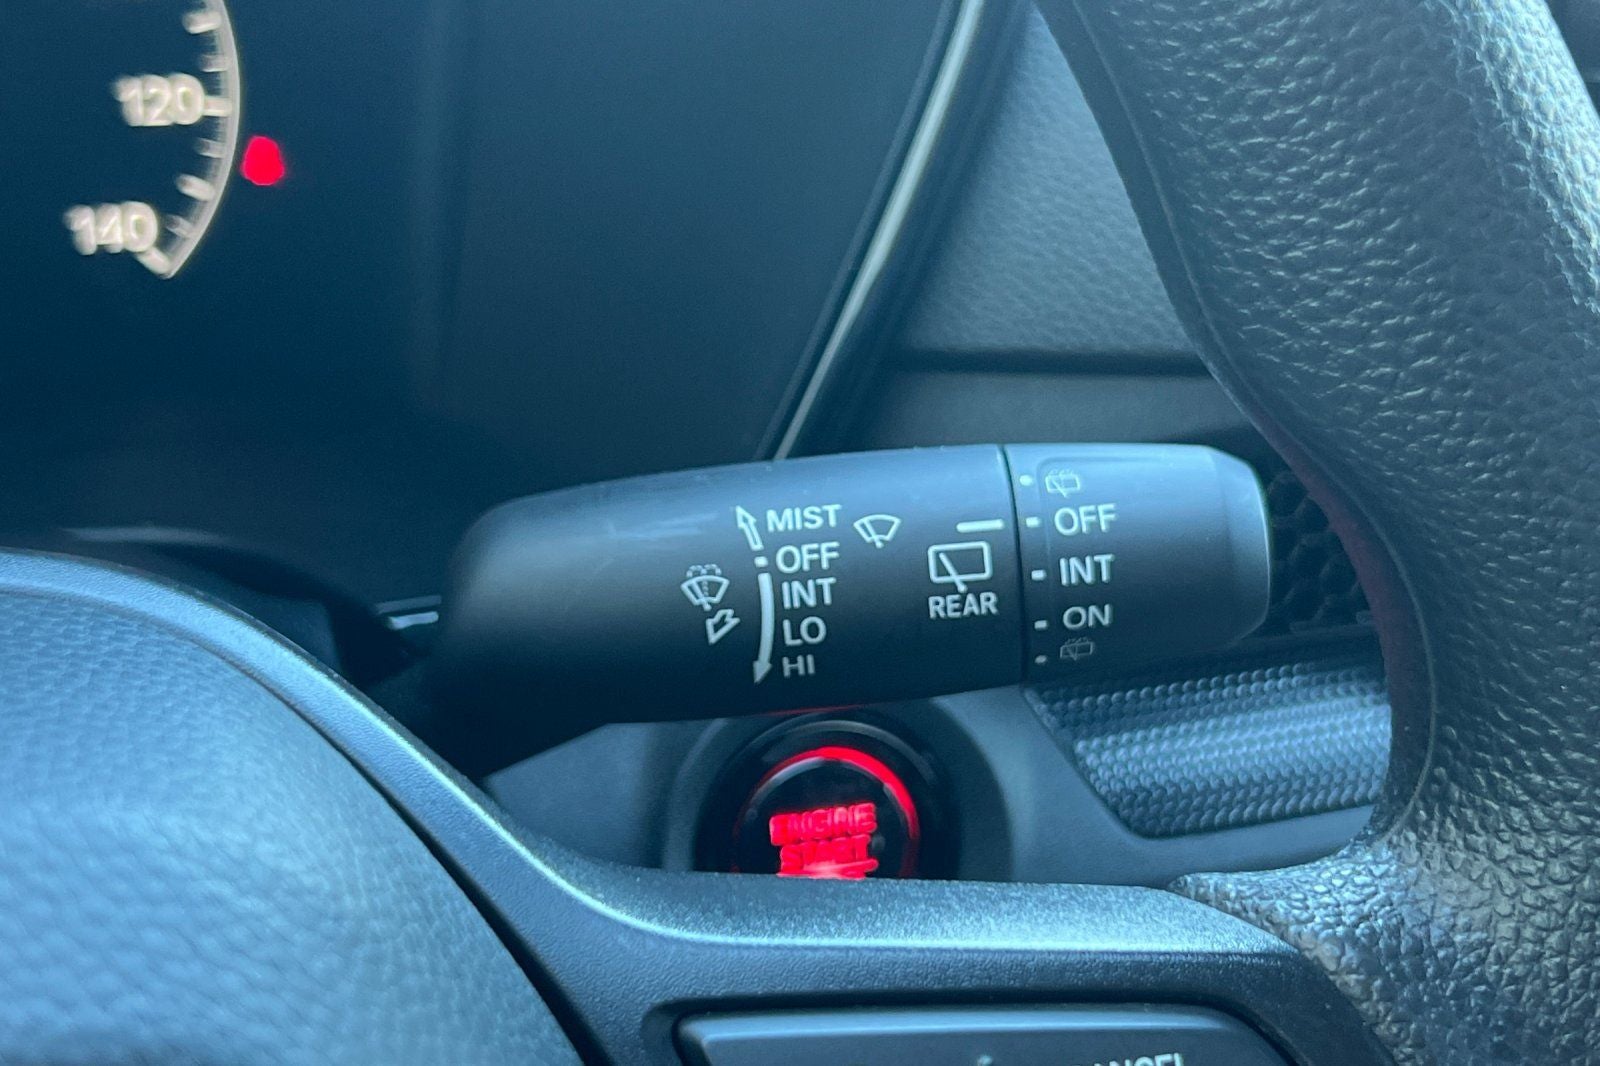 120
140
MIST
OFF
INT
LO
HI
REAR
OFF
INT
ON
ENGINE
START